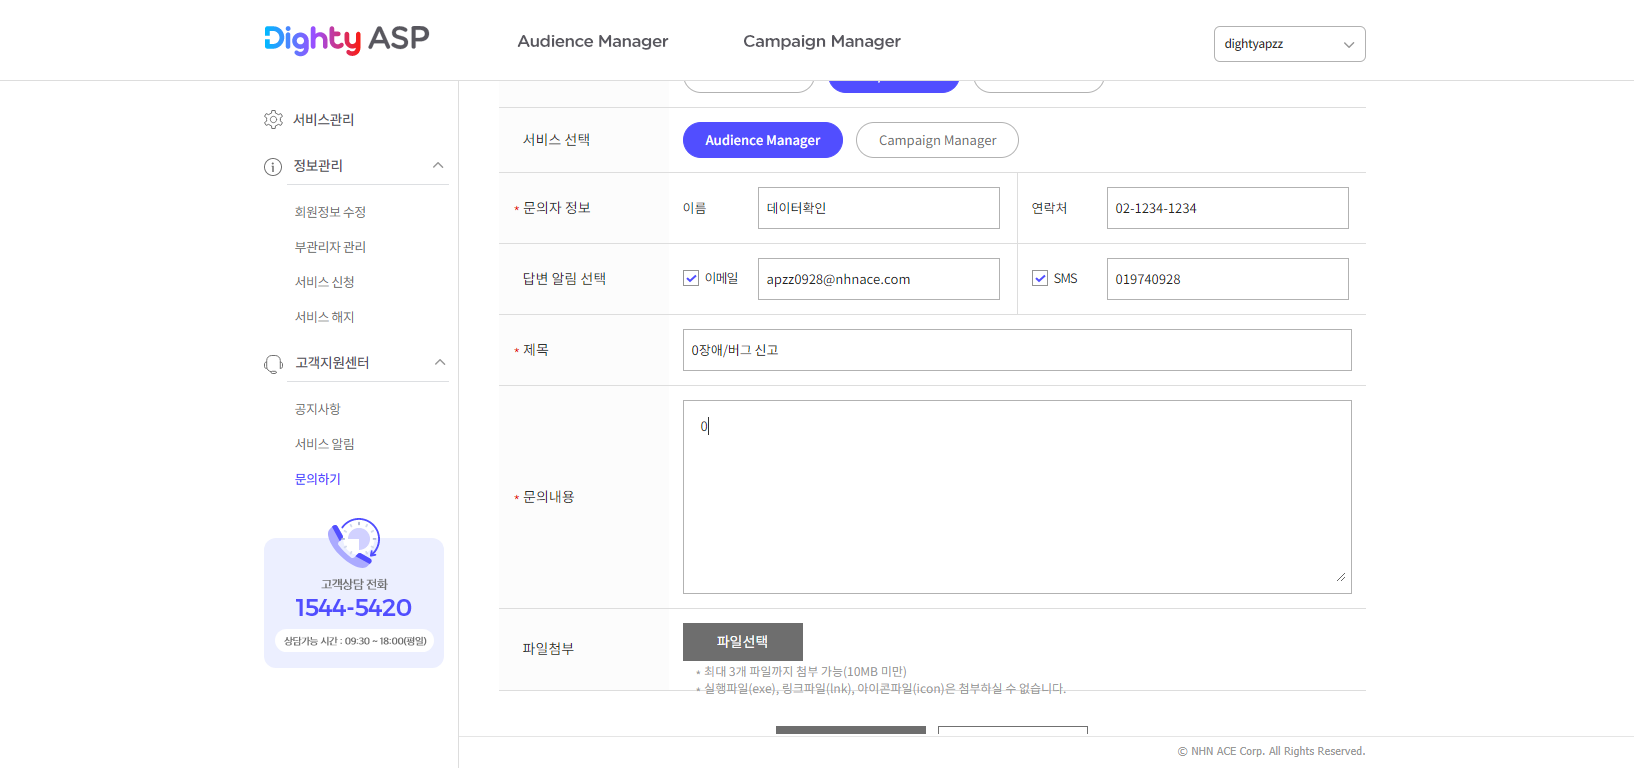 Dighty ASP
Audience Manager
Campaign Manager
dightyapzz
서비스관리
정보관리
회원정보 수정
부관리자 관리
서비스 신청
서비스 해지
고객지원센터
공지사항
서비스 알림
문의하기
고객상담 전화
1544-5420
상담가능 시간 : 09:30 ~ 18:00(평일)
서비스 선택
Audience Manager
Campaign Manager
* 문의자 정보
이름
데이터확인
연락처
02-1234-1234
답변 알림 선택
이메일
apzz0928@nhnace.com
SMS
019740928
* 제목
0장애/버그 신고
* 문의내용
0
파일첨부
파일선택
* 최대 3개 파일까지 첨부 가능(10MB 미만)
* 실행파일(exe), 링크파일(lnk), 아이콘파일(icon)은 첨부하실 수 없습니다.
© NHN ACE Corp. All Rights Reserved.